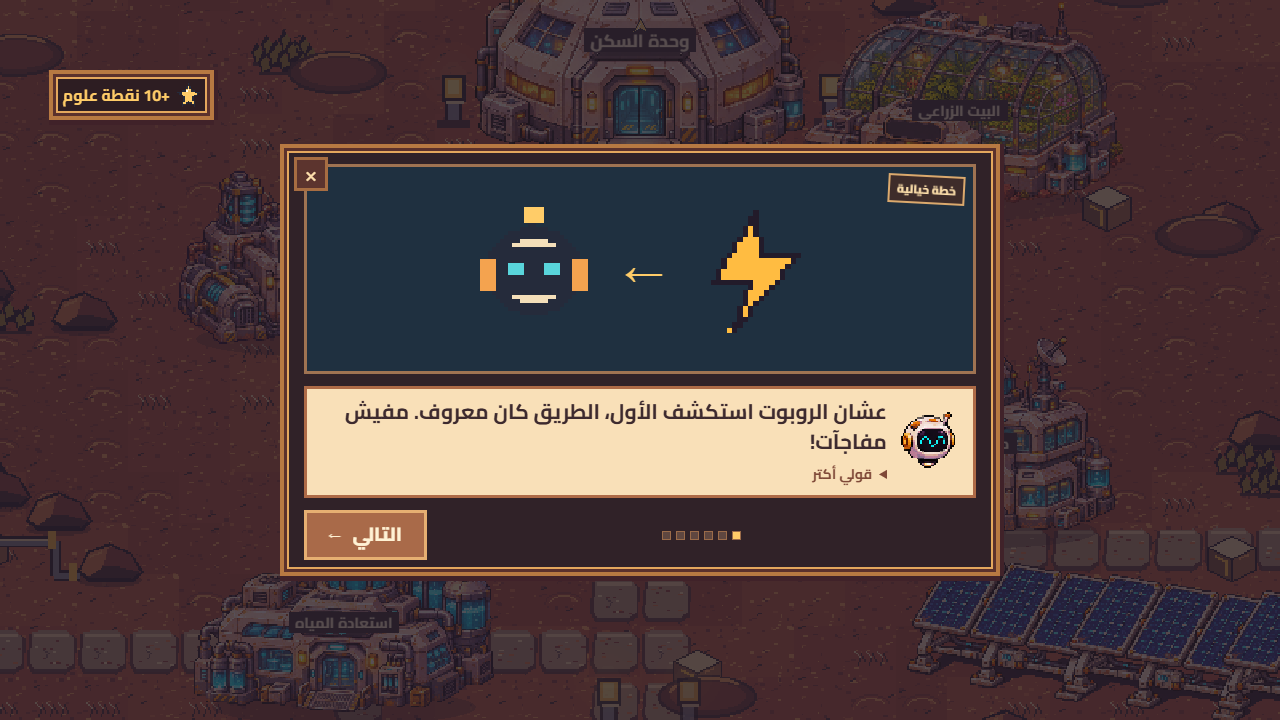 وحدة السكن
+10 نقطة علوم
البيت الزراعي
×
خطة خيالية
←
عشان الروبوت استكشف الأول، الطريق كان معروف. مفيش
مفاجآت!
◄ قولي أكتر
التالي ←
استعادة المياه